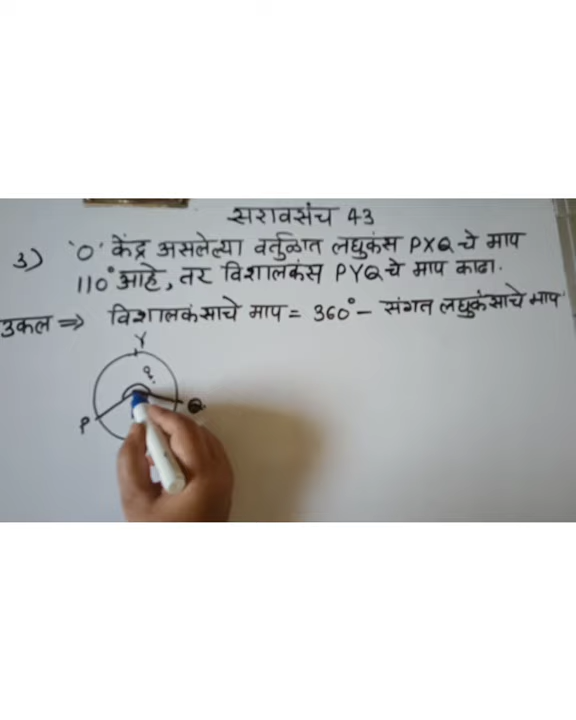 सरावसंच 43
3) 'O' केंद्र असलेल्या वर्तुळात लघुकंस PXQ चे माप
110° आहे, तर विशालकंस PYQ चे माप काढा.
उकल ⇒ विशालकंसाचे माप = 360° - संगत लघुकंसाचे माप
Y
?
P
Q